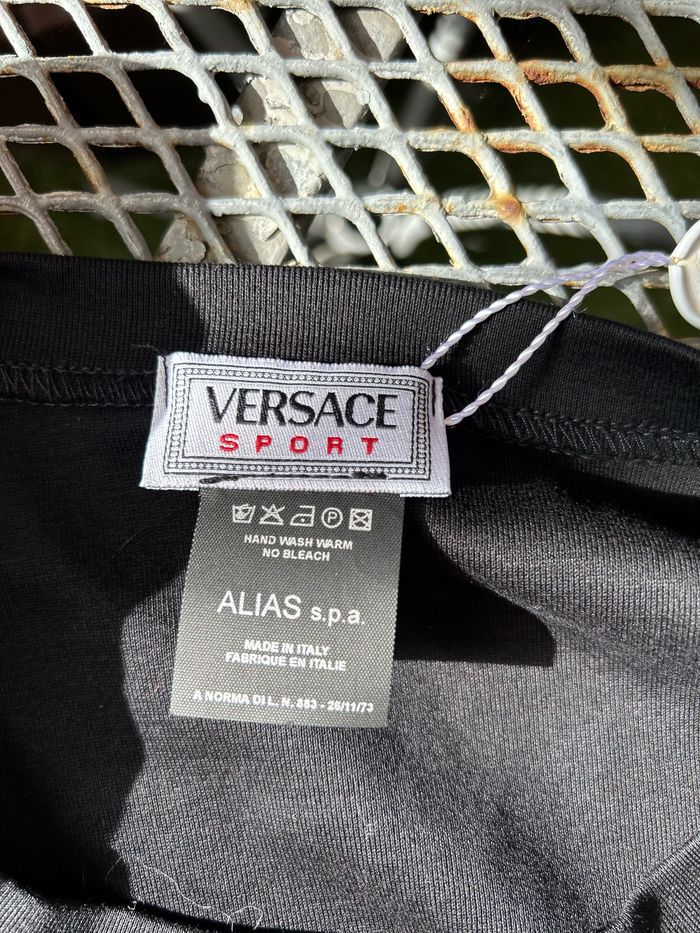 VERSACE
SPORT
P
HAND WASH WARM
NO BLEACH
ALIAS s.p.a.
MADE IN ITALY
FABRIQUE EN ITALIE
A NORMA DI L. N. 883 - 26/11/73